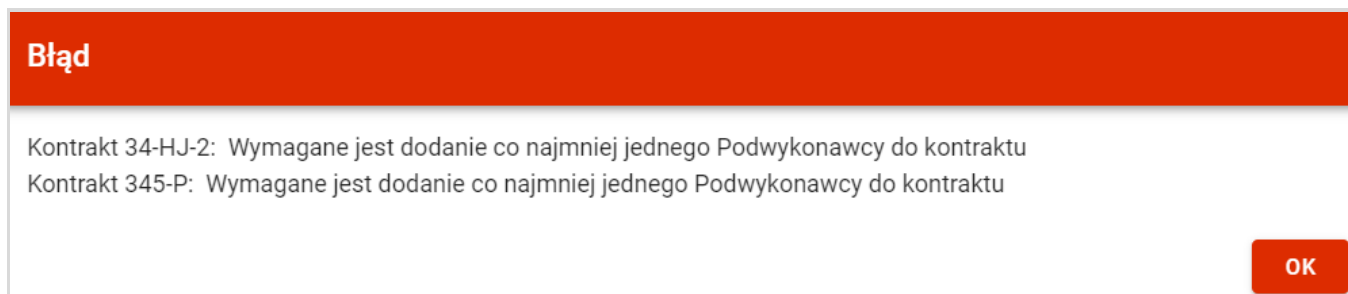 Błąd
Kontrakt 34-HJ-2:  Wymagane jest dodanie co najmniej jednego Podwykonawcy do kontraktu
Kontrakt 345-P:  Wymagane jest dodanie co najmniej jednego Podwykonawcy do kontraktu
OK